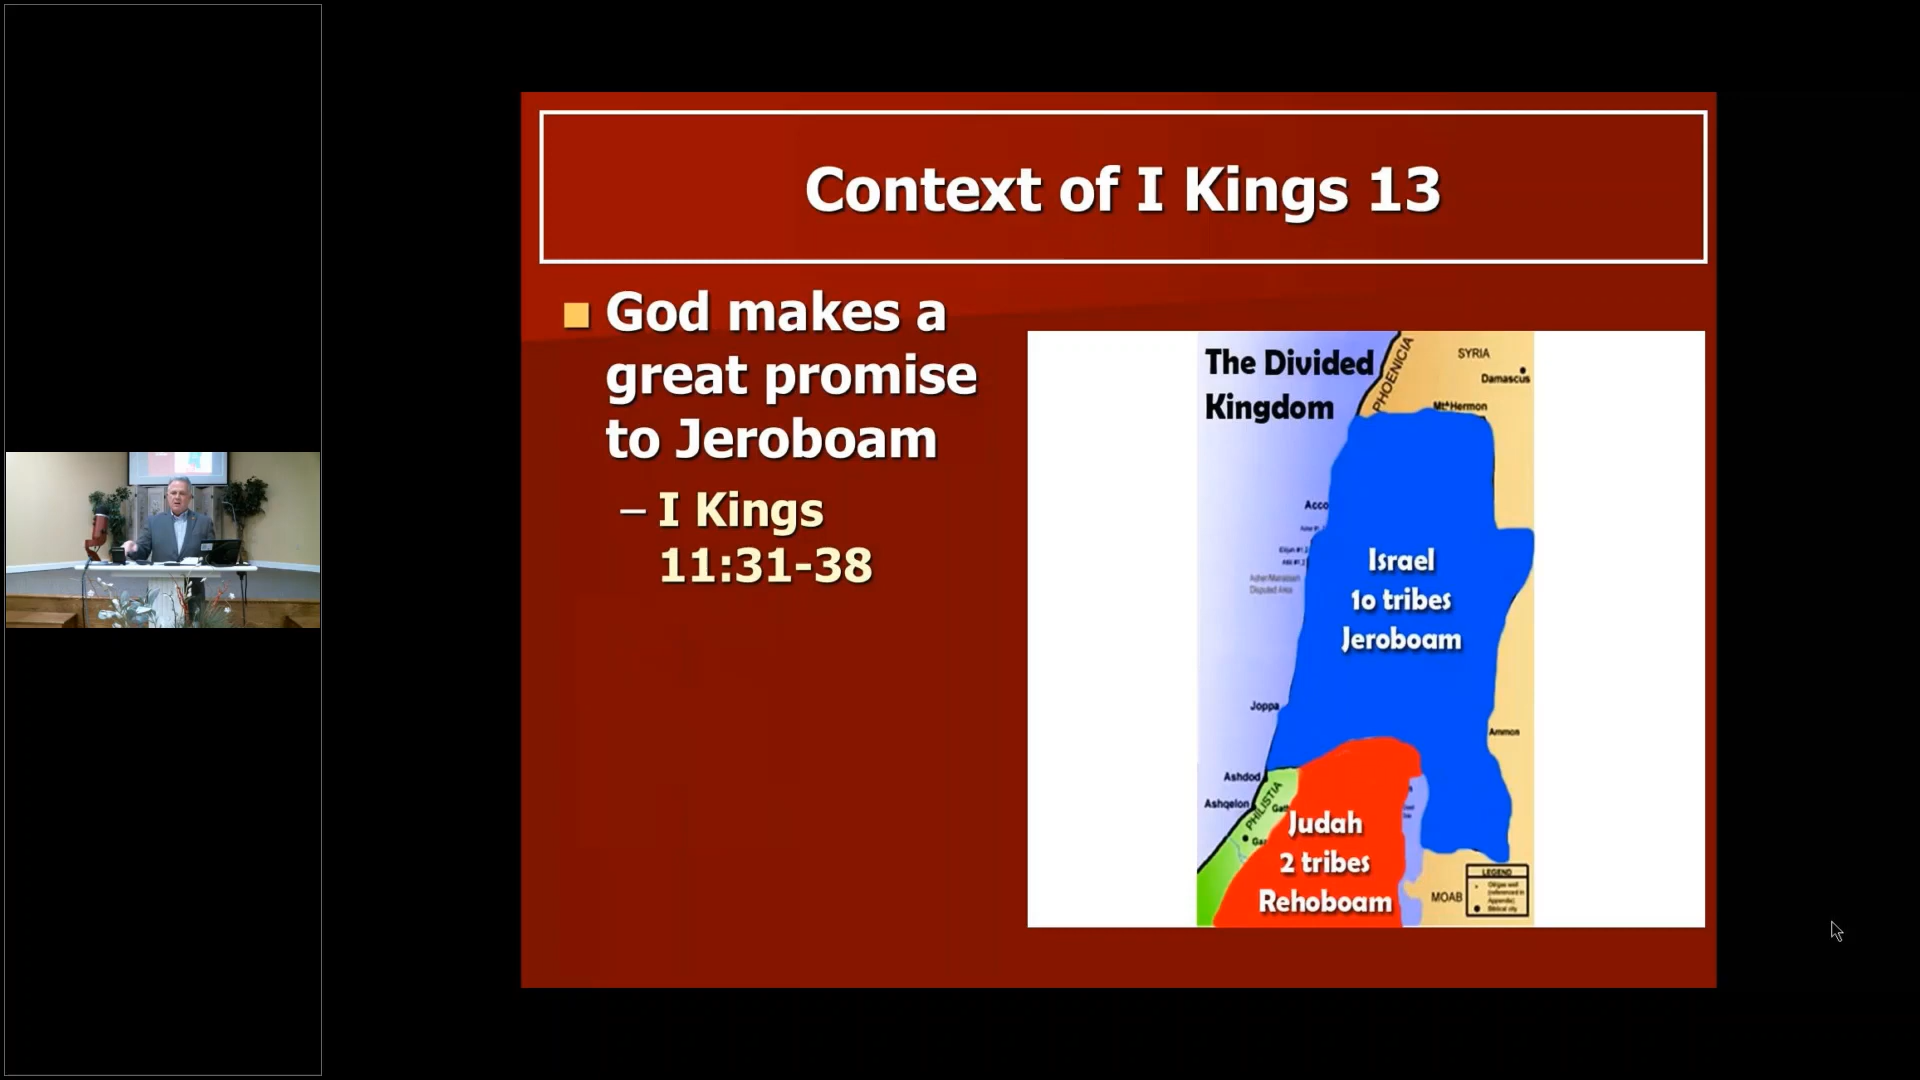 Context of I Kings 13
God makes a
great promise
to Jeroboam
– I Kings
11:31-38
The Divided
Kingdom
PHOENICIA
SYRIA
Damascus
Mt. Hermon
Acco
Israel
10 tribes
Jeroboam
Joppa
Ammon
Ashdod
Ashqelon
PHILISTIA
Judah
2 tribes
Rehoboam
MOAB
LEGEND
Biblical city